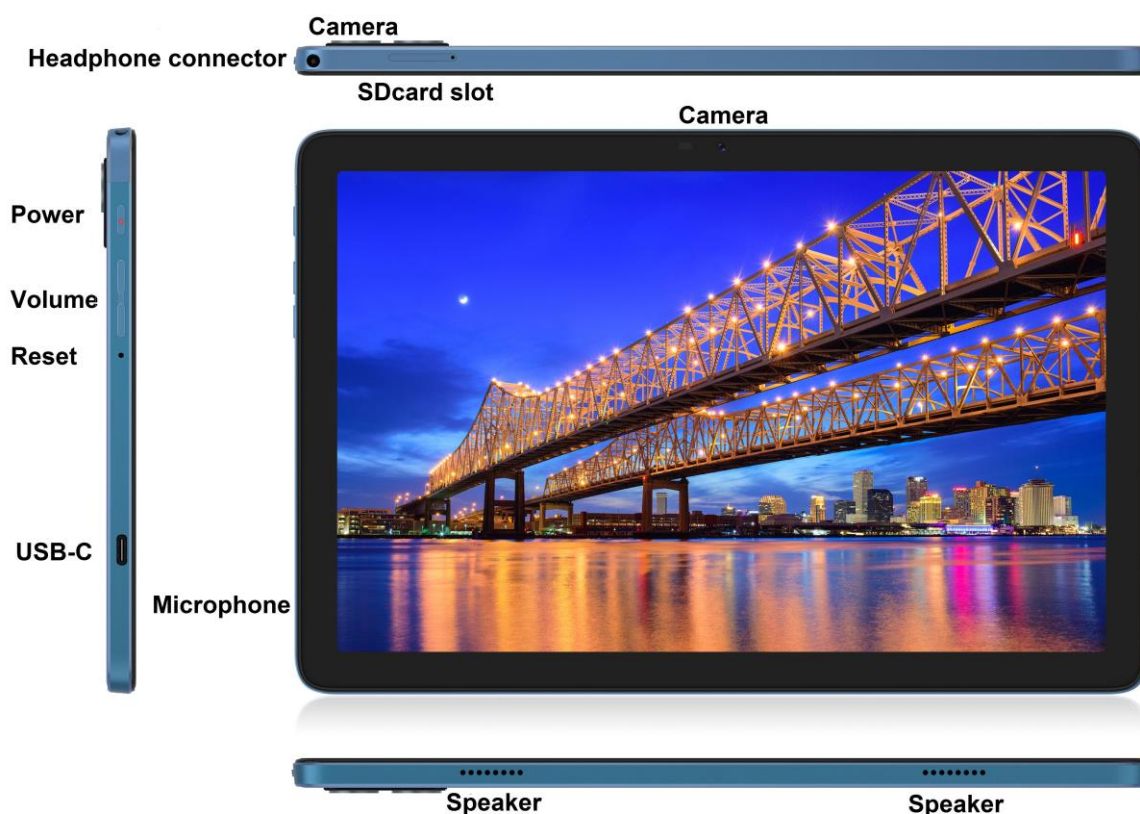 Camera
Headphone connector
SDcard slot
Camera
Power
Volume
Reset
USB-C
Microphone
Speaker
Speaker